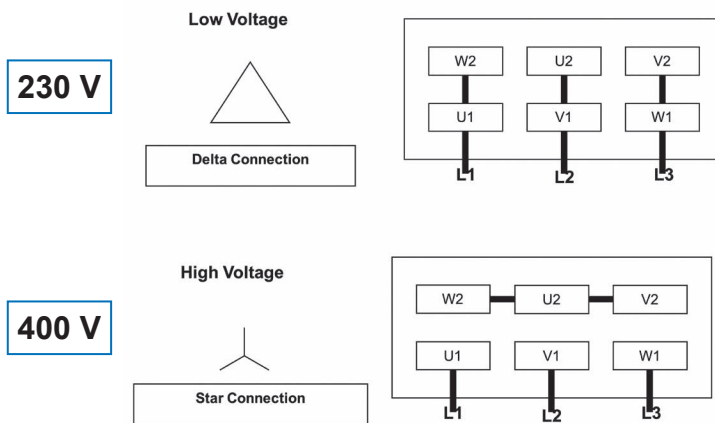 Low Voltage
230 V
Delta Connection
W2 U2 V2
U1 V1 W1
L1 L2 L3
High Voltage
400 V
Star Connection
W2 U2 V2
U1 V1 W1
L1 L2 L3